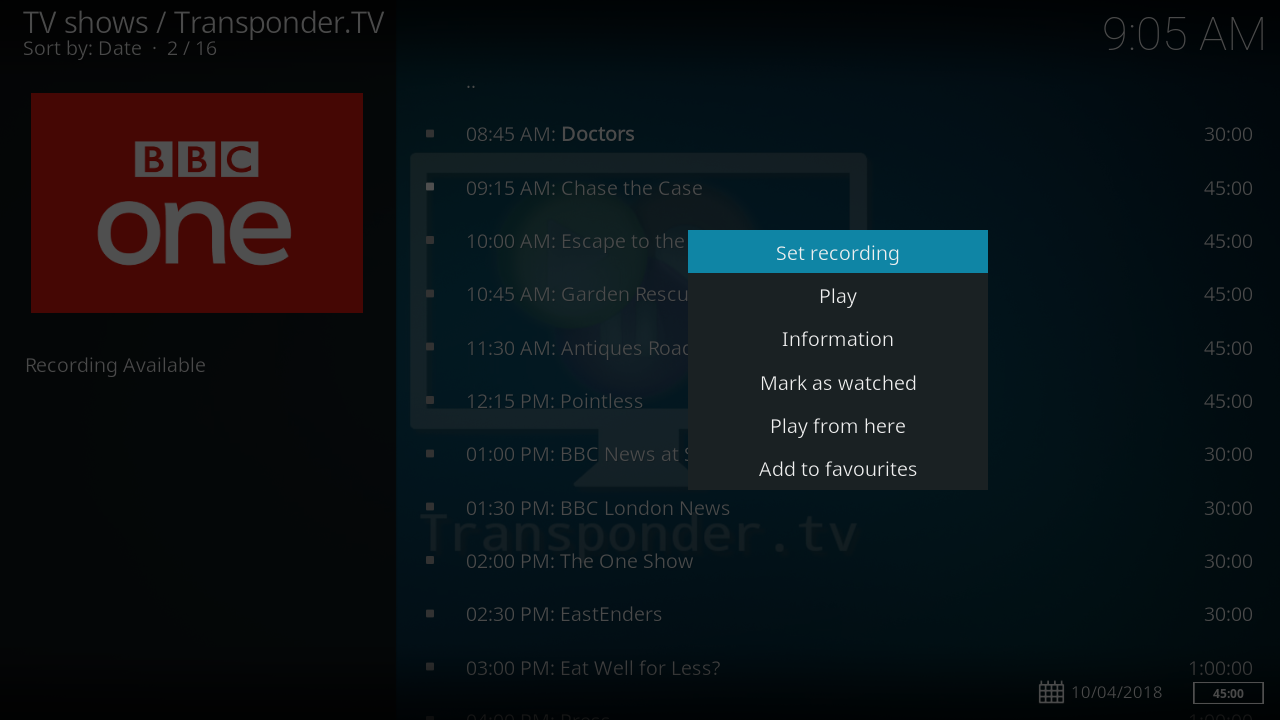 TV shows / Transponder.TV
Sort by: Date · 2 / 16
9:05 AM
BBC
one
Recording Available
..
08:45 AM: Doctors 30:00
09:15 AM: Chase the Case 45:00
10:00 AM: Escape to the 45:00
10:45 AM: Garden Rescu 45:00
11:30 AM: Antiques Road 45:00
12:15 PM: Pointless 45:00
01:00 PM: BBC News at 30:00
01:30 PM: BBC London News 30:00
02:00 PM: The One Show 30:00
02:30 PM: EastEnders 30:00
03:00 PM: Eat Well for Less? 1:00:00
Set recording
Play
Information
Mark as watched
Play from here
Add to favourites
Transponder.tv
10/04/2018
45:00